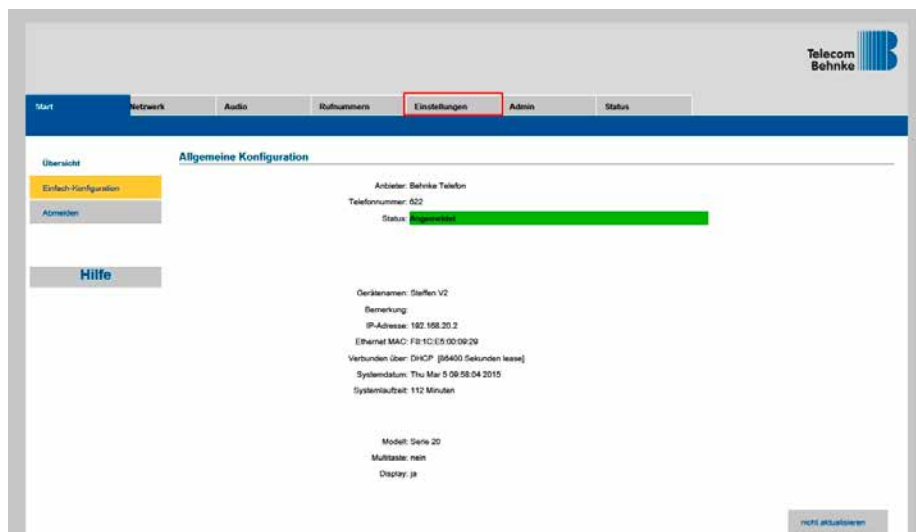 Telecom
Behnke
Start Netzwerk Audio Rufnummern Einstellungen Admin Status
Übersicht
Allgemeine Konfiguration
Einfach-Konfiguration
Abmelden
Hilfe
Anbieter: Behnke Telefon
Telefonnummer: 622
Status: Angemeldet
Gerätenamen: Steffen V2
Bemerkung:
IP-Adresse: 192.168.20.2
Ethernet MAC: F8:1C:E5:00:09:29
Verbunden über: DHCP [86400 Sekunden lease]
Systemdatum: Thu Mar 5 09:58:04 2015
Systemlaufzeit: 112 Minuten
Modell: Serie 20
Multitaste: nein
Display: ja
nicht aktualisieren